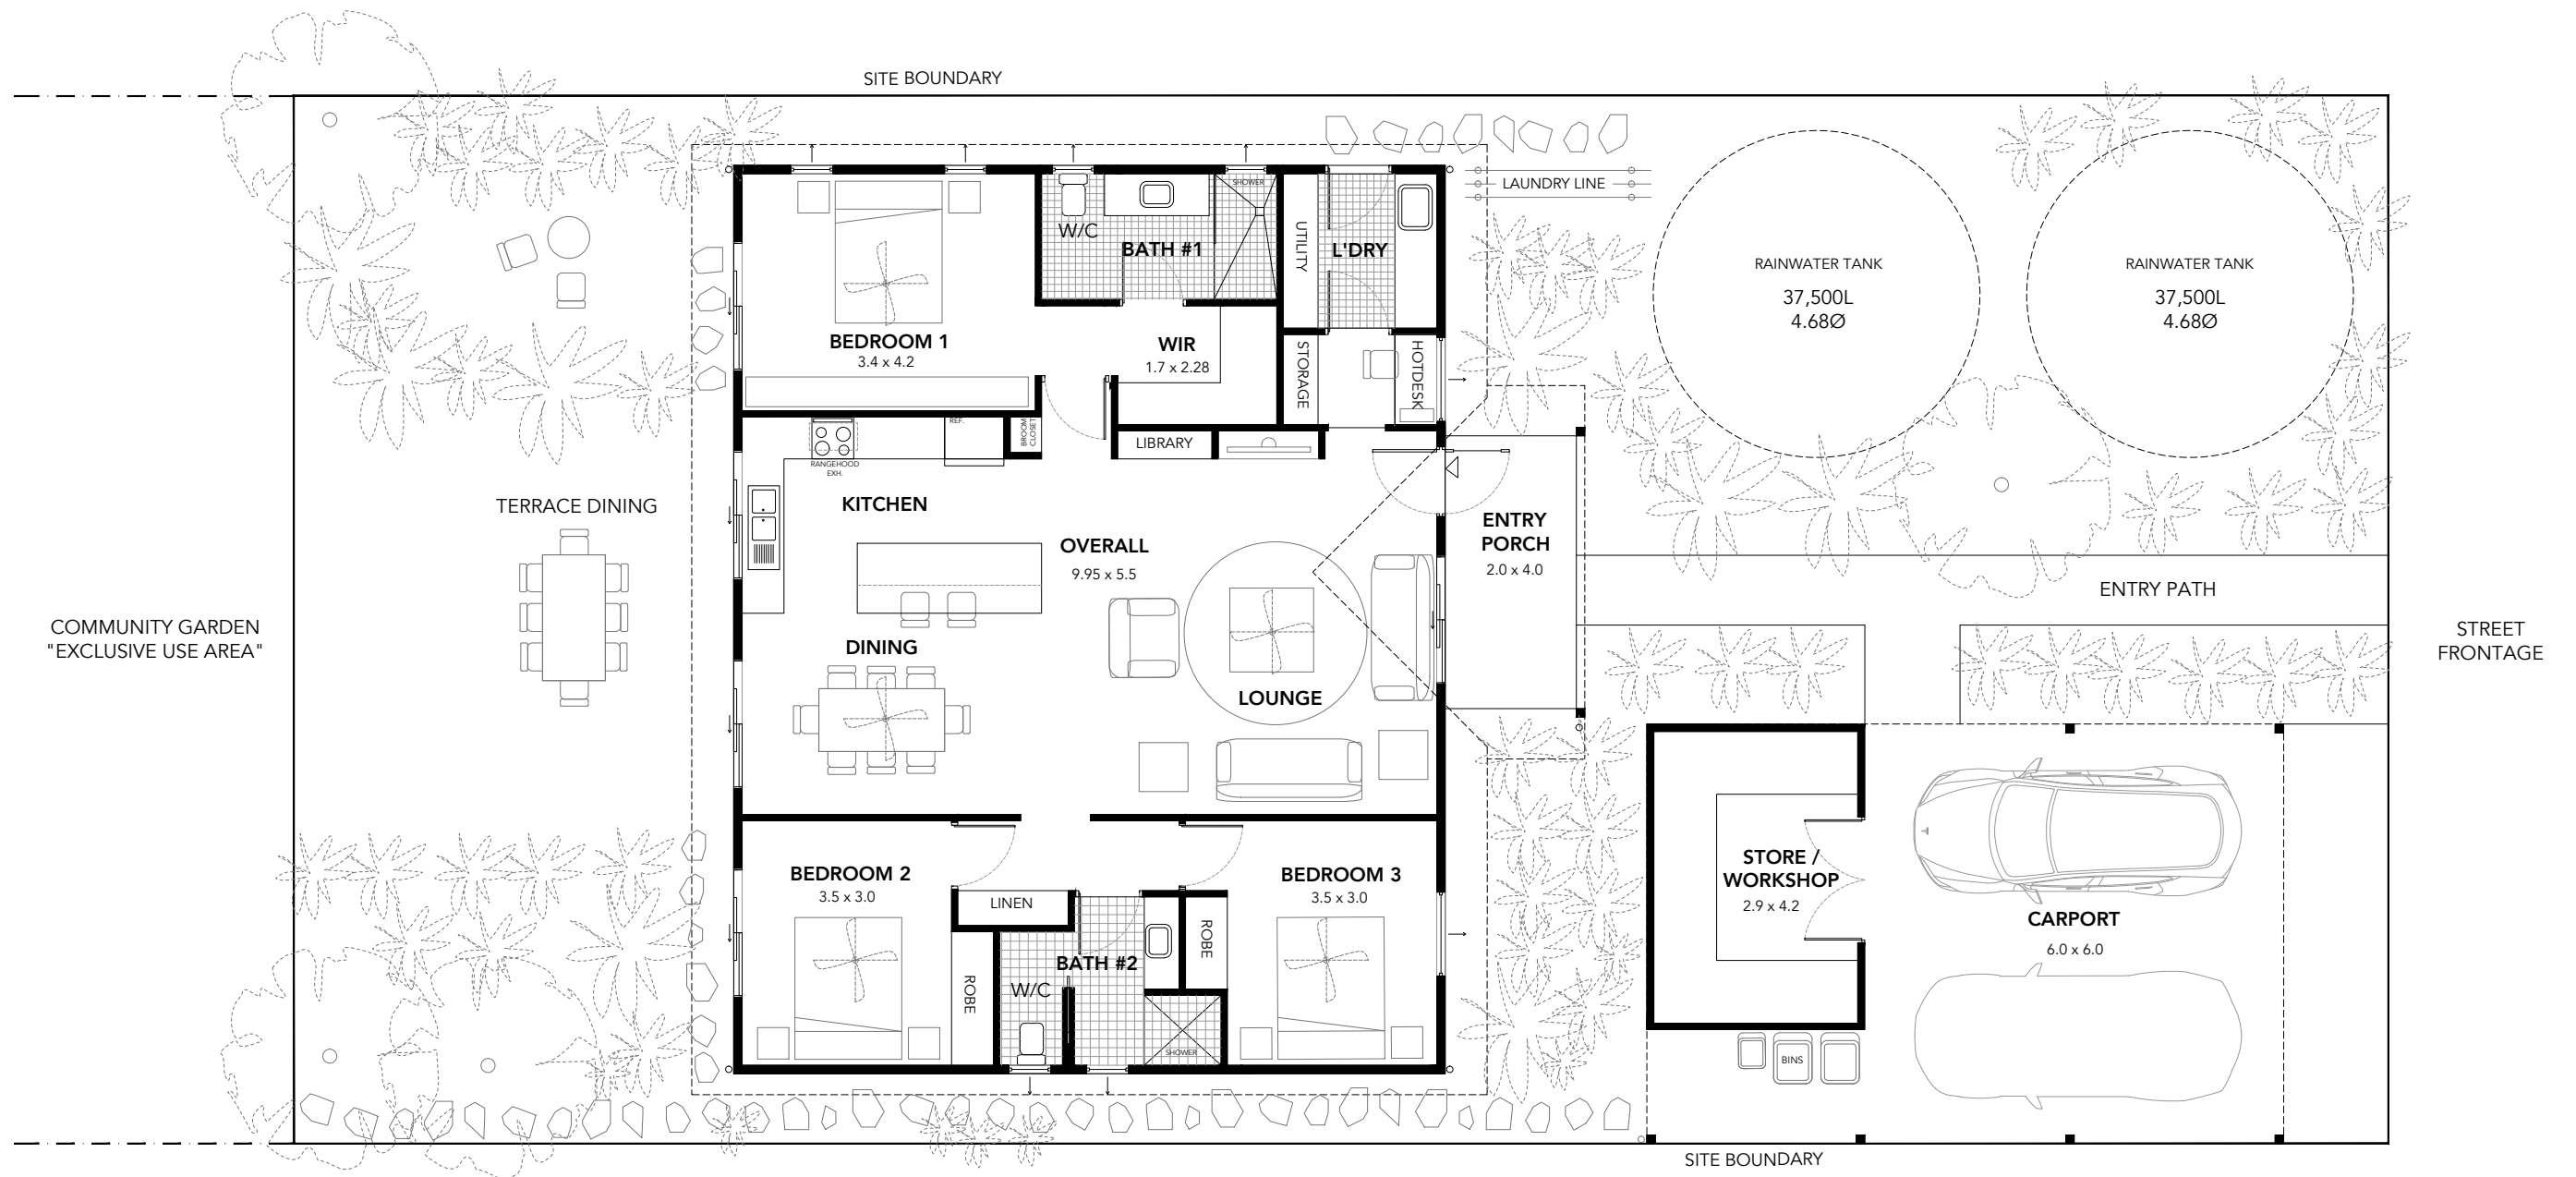 SITE BOUNDARY
LAUNDRY LINE
SHOWER
W/C
BATH #1
UTILITY
L'DRY
RAINWATER TANK
37,500L
4.68Ø
RAINWATER TANK
37,500L
4.68Ø
BEDROOM 1
3.4 x 4.2
WIR
1.7 x 2.28
STORAGE
HOTDESK
REF.
BROOM
CLOSET
LIBRARY
RANGEHOOD
EXH.
TERRACE DINING
KITCHEN
OVERALL
9.95 x 5.5
ENTRY
PORCH
2.0 x 4.0
ENTRY PATH
COMMUNITY GARDEN
"EXCLUSIVE USE AREA"
STREET
FRONTAGE
DINING
LOUNGE
BEDROOM 2
3.5 x 3.0
LINEN
BEDROOM 3
3.5 x 3.0
ROBE
BATH #2
W/C
ROBE
SHOWER
STORE /
WORKSHOP
2.9 x 4.2
CARPORT
6.0 x 6.0
BINS
SITE BOUNDARY